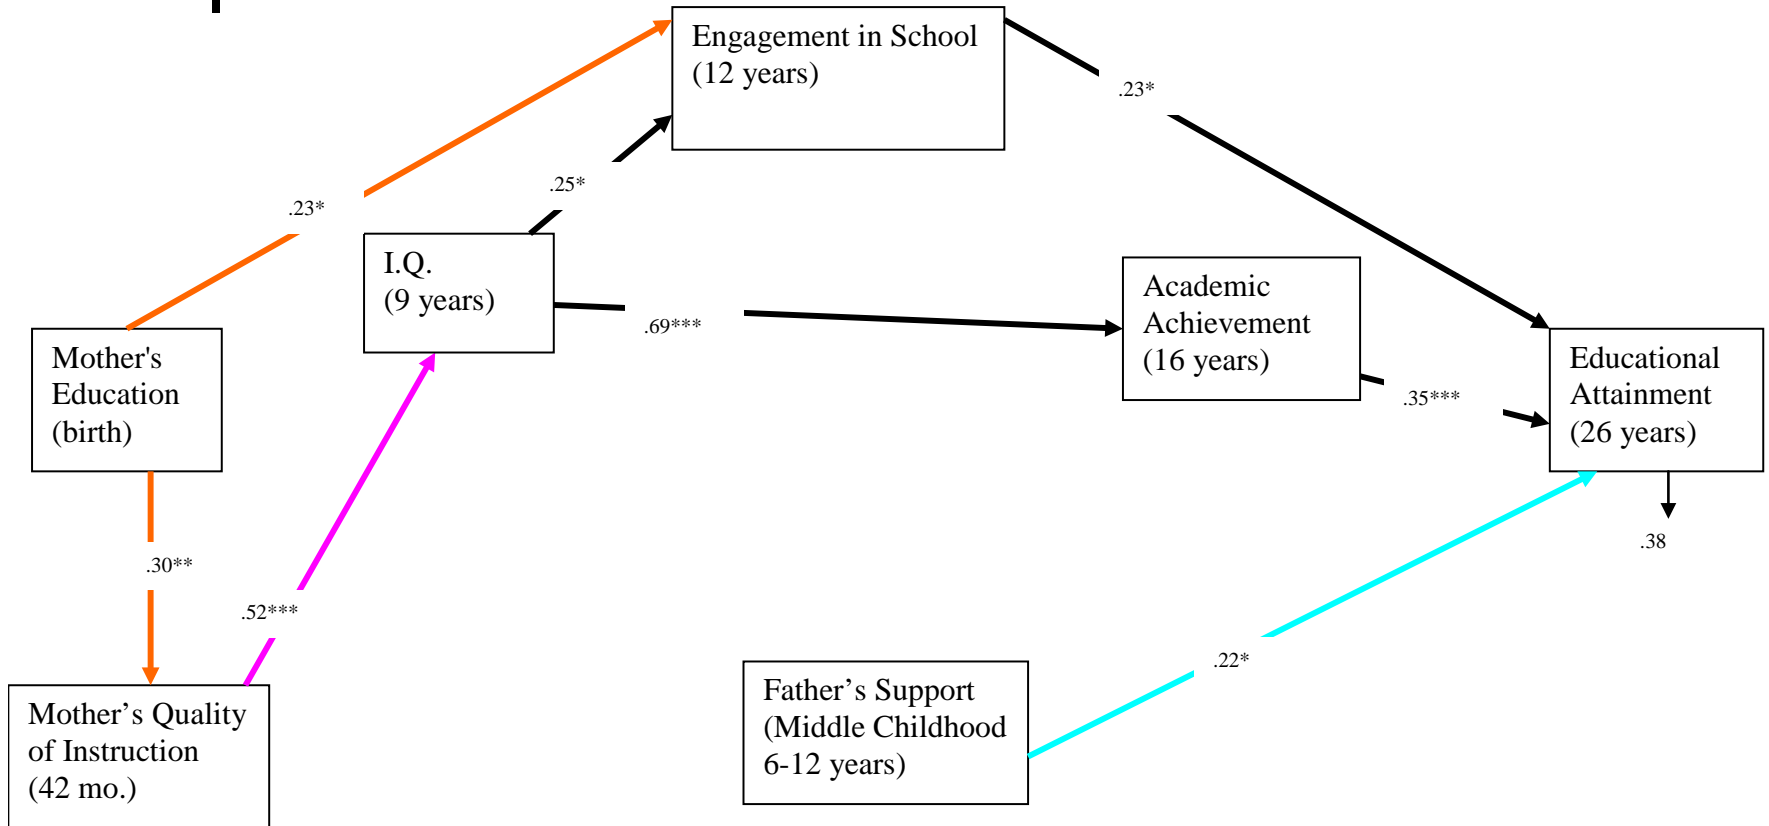 Engagement in School
(12 years)
.23*
.25*
.23*
I.Q.
(9 years)
.69***
Academic
Achievement
(16 years)
.35***
Mother's
Education
(birth)
Educational
Attainment
(26 years)
.30**
.52***
.38
.22*
Mother’s Quality
of Instruction
(42 mo.)
Father’s Support
(Middle Childhood
6-12 years)